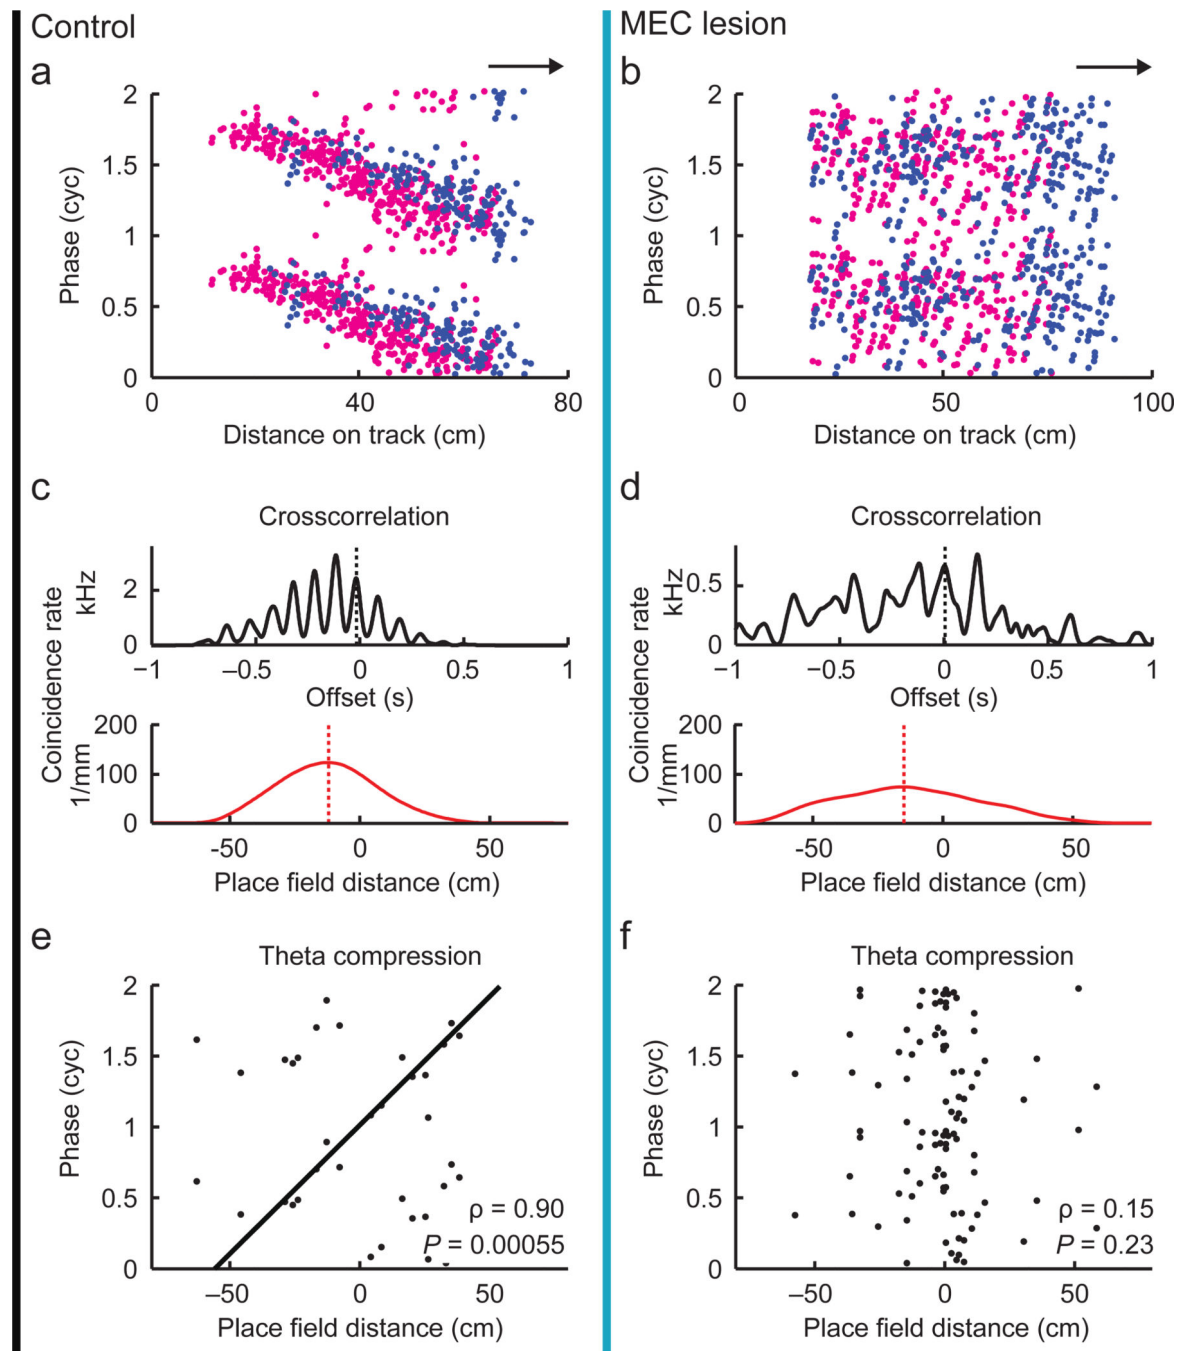 Control
MEC lesion
a
b
2
1.5
1
0.5
0
Phase (cyc)
0
40
80
Distance on track (cm)
2
1.5
1
0.5
0
Phase (cyc)
0
50
100
Distance on track (cm)
c
Crosscorrelation
Coincidence rate
kHz
2
0
−1
−0.5
0
0.5
1
Offset (s)
1/mm
200
100
0
-50
0
50
Place field distance (cm)
d
Crosscorrelation
Coincidence rate
kHz
0.5
0
−1
−0.5
0
0.5
1
Offset (s)
1/mm
200
100
0
-50
0
50
Place field distance (cm)
e
Theta compression
2
1.5
1
0.5
0
Phase (cyc)
ρ = 0.90
P = 0.00055
−50
0
50
Place field distance (cm)
f
Theta compression
2
1.5
1
0.5
0
Phase (cyc)
ρ = 0.15
P = 0.23
−50
0
50
Place field distance (cm)